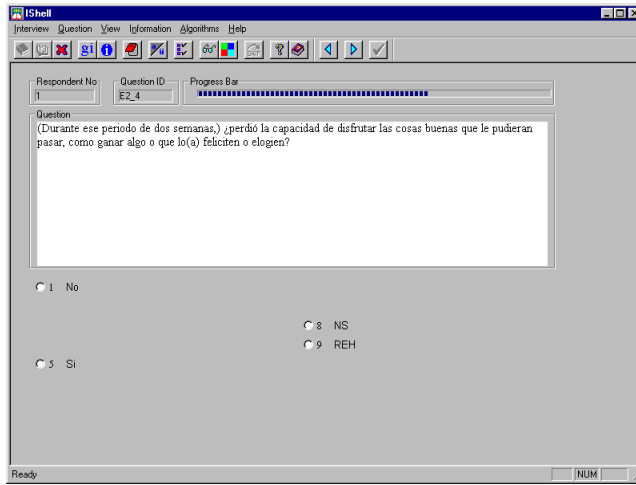 IShell
Interview Question View Information Algorithms Help
Respondent No
1
Question ID
E2_4
Progress Bar
Question
(Durante ese periodo de dos semanas,) ¿perdió la capacidad de disfrutar las cosas buenas que le pudieran
pasar, como ganar algo o que lo(a) feliciten o elogien?
1 No
8 NS
9 REH
5 Si
Ready
NUM